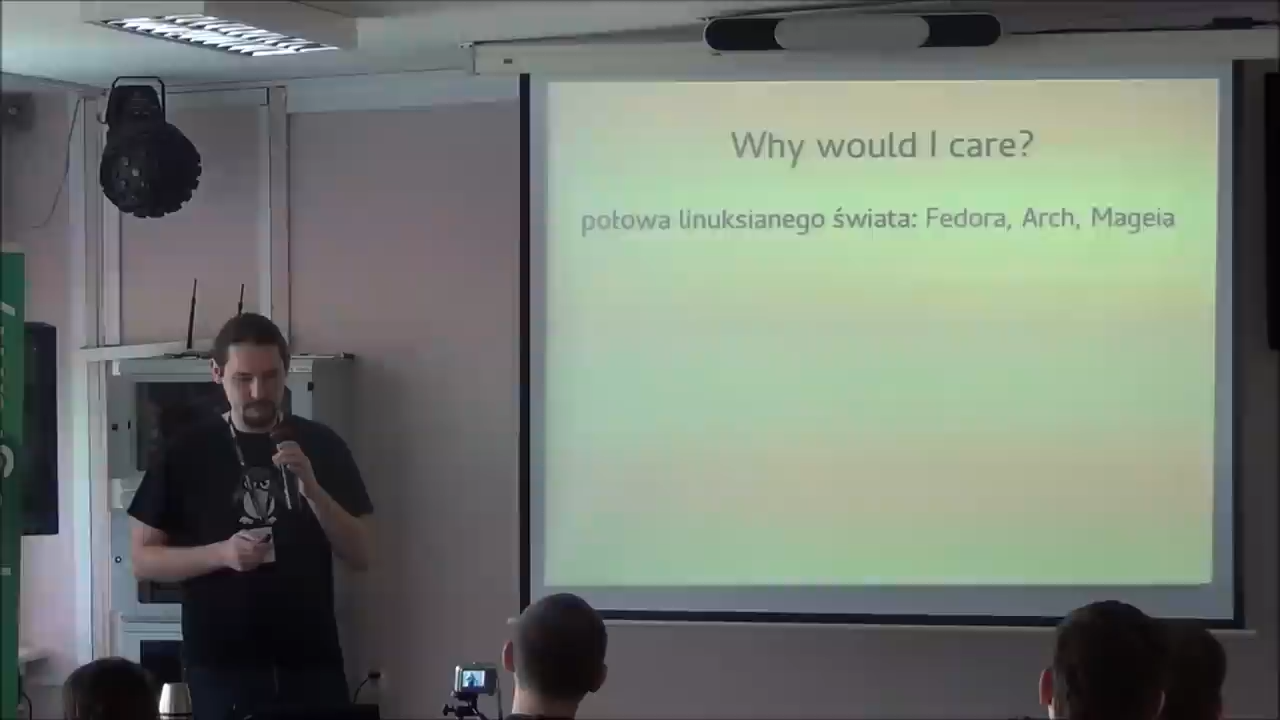 Why would I care?
połowa linuksianego świata: Fedora, Arch, Mageia